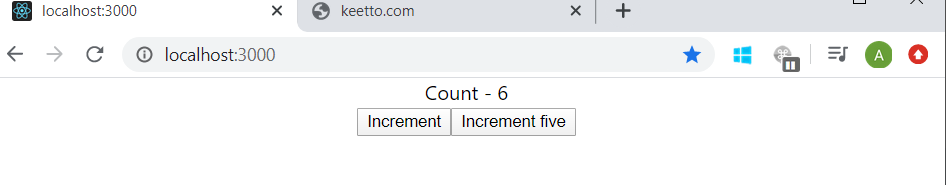 localhost:3000
keetto.com
localhost:3000
A
Count - 6
Increment
Increment five